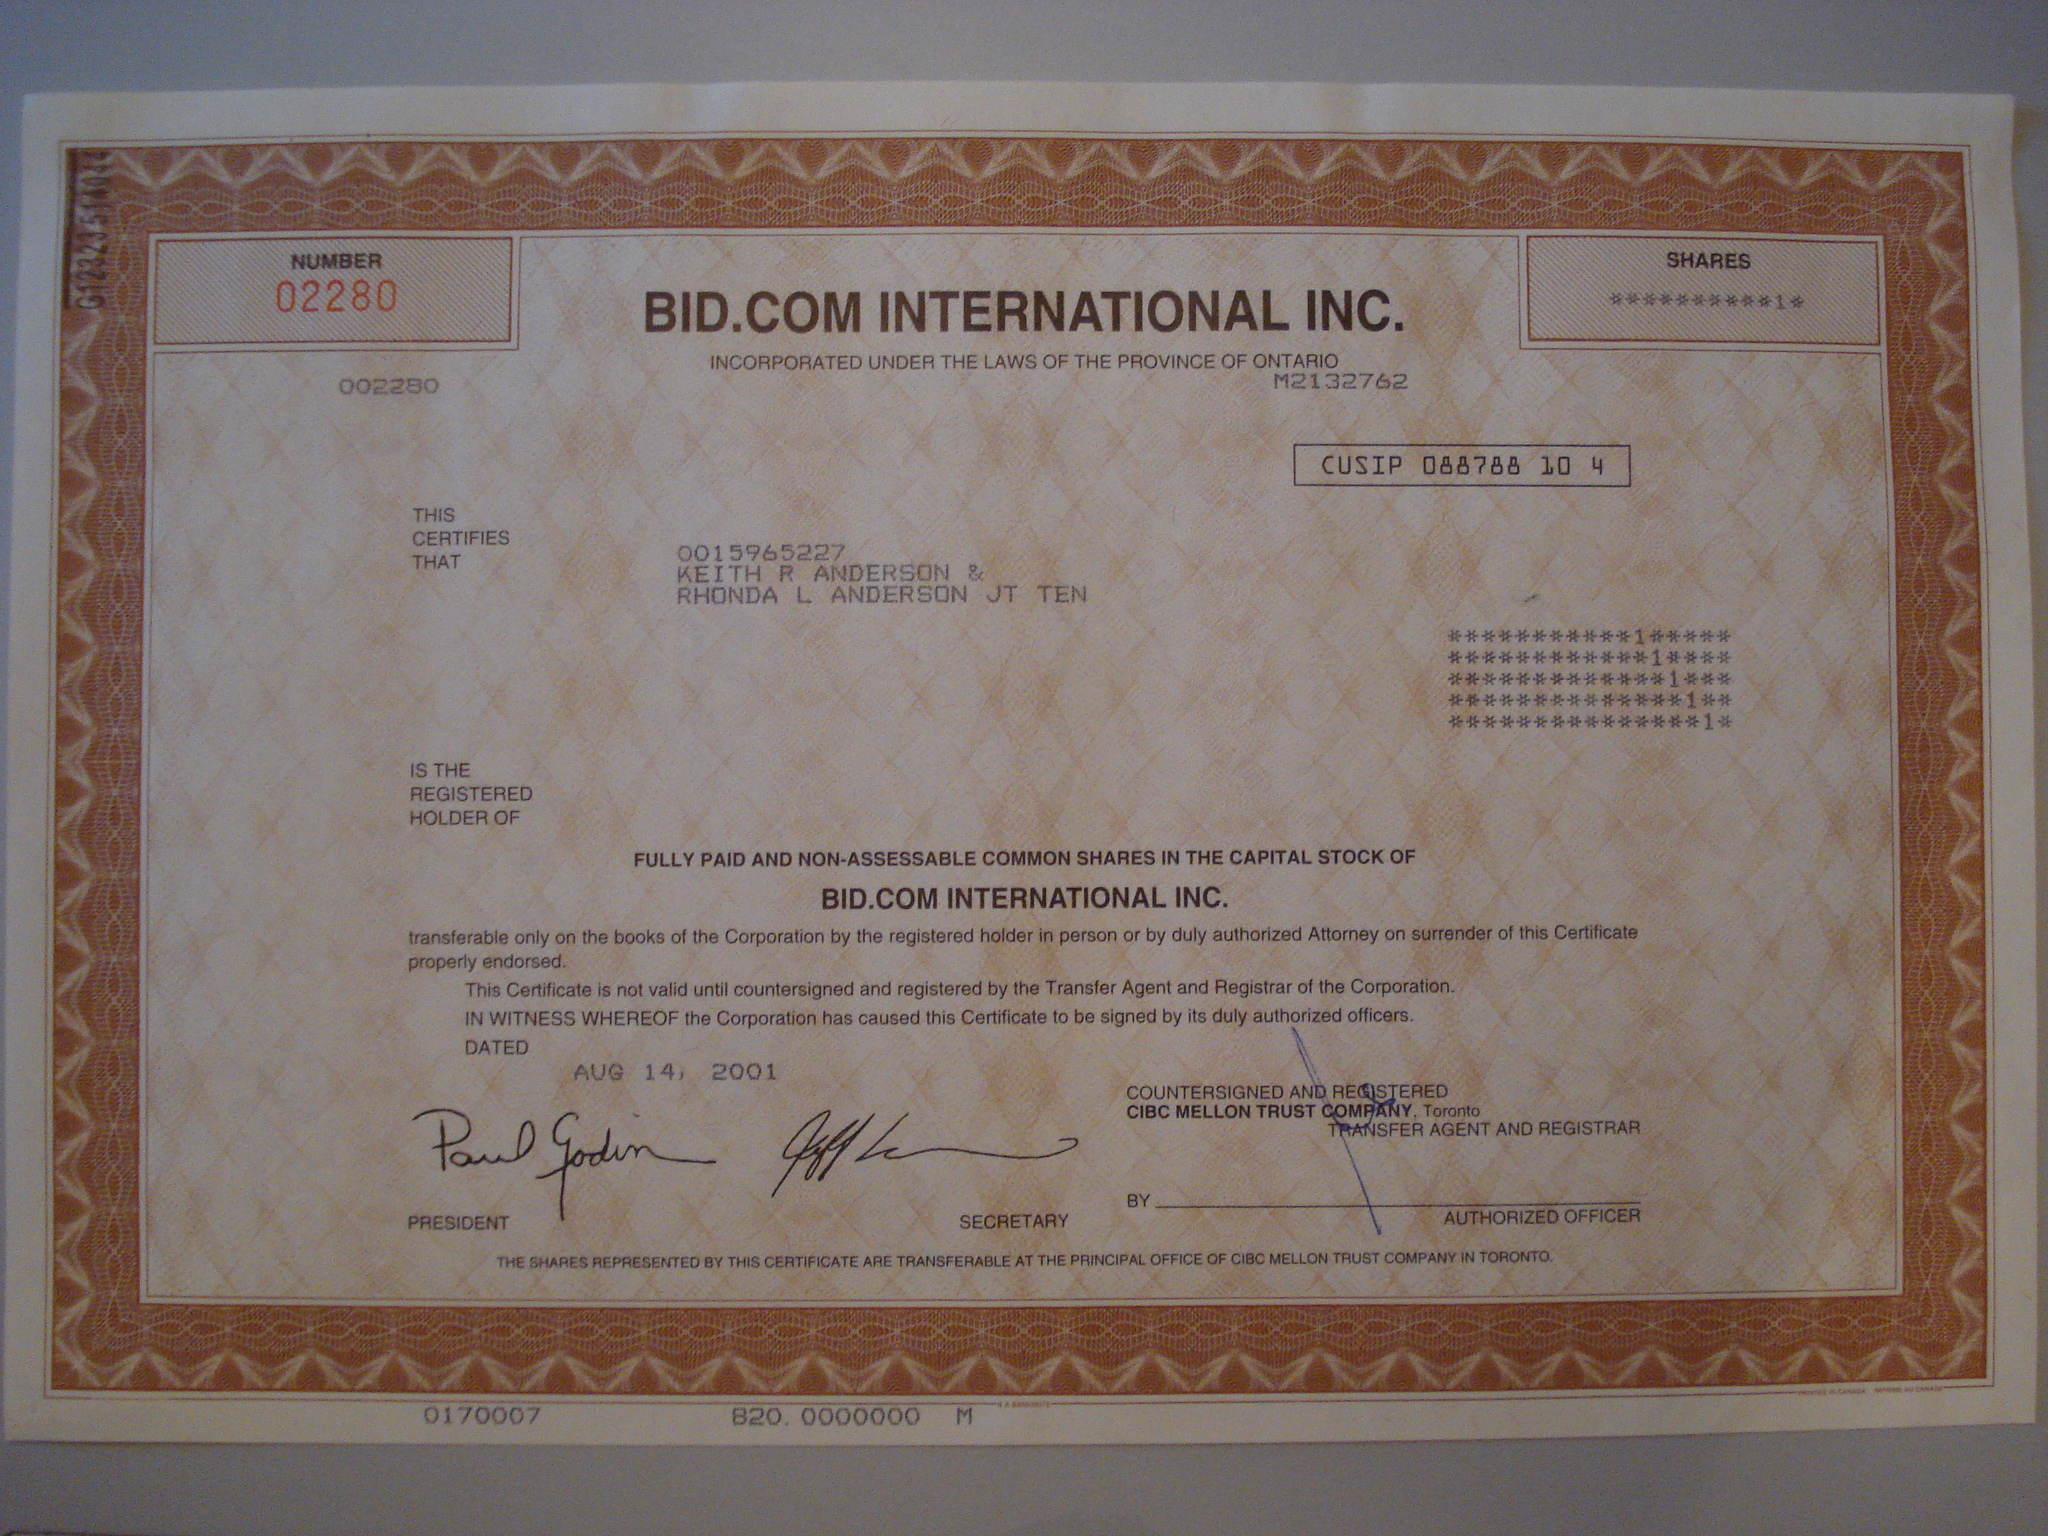 NUMBER
02280
BID.COM INTERNATIONAL INC.
SHARES
**********1*
INCORPORATED UNDER THE LAWS OF THE PROVINCE OF ONTARIO
002280
M2132762
CUSIP 088788 10 4
THIS
CERTIFIES
THAT
0015965227
KEITH R ANDERSON &
RHONDA L ANDERSON JT TEN
***********1*****
************1****
*************1***
**************1**
***************1*
IS THE
REGISTERED
HOLDER OF
FULLY PAID AND NON-ASSESSABLE COMMON SHARES IN THE CAPITAL STOCK OF
BID.COM INTERNATIONAL INC.
transferable only on the books of the Corporation by the registered holder in person or by duly authorized Attorney on surrender of this Certificate
properly endorsed.
This Certificate is not valid until countersigned and registered by the Transfer Agent and Registrar of the Corporation.
IN WITNESS WHEREOF the Corporation has caused this Certificate to be signed by its duly authorized officers.
DATED
AUG 14, 2001
COUNTERSIGNED AND REGISTERED
CIBC MELLON TRUST COMPANY, Toronto
TRANSFER AGENT AND REGISTRAR
Paul Godin
PRESIDENT
SECRETARY
BY
AUTHORIZED OFFICER
THE SHARES REPRESENTED BY THIS CERTIFICATE ARE TRANSFERABLE AT THE PRINCIPAL OFFICE OF CIBC MELLON TRUST COMPANY IN TORONTO.
PRINTED IN CANADA IMPRIMÉ AU CANADA
0170007
B20.0000000 M